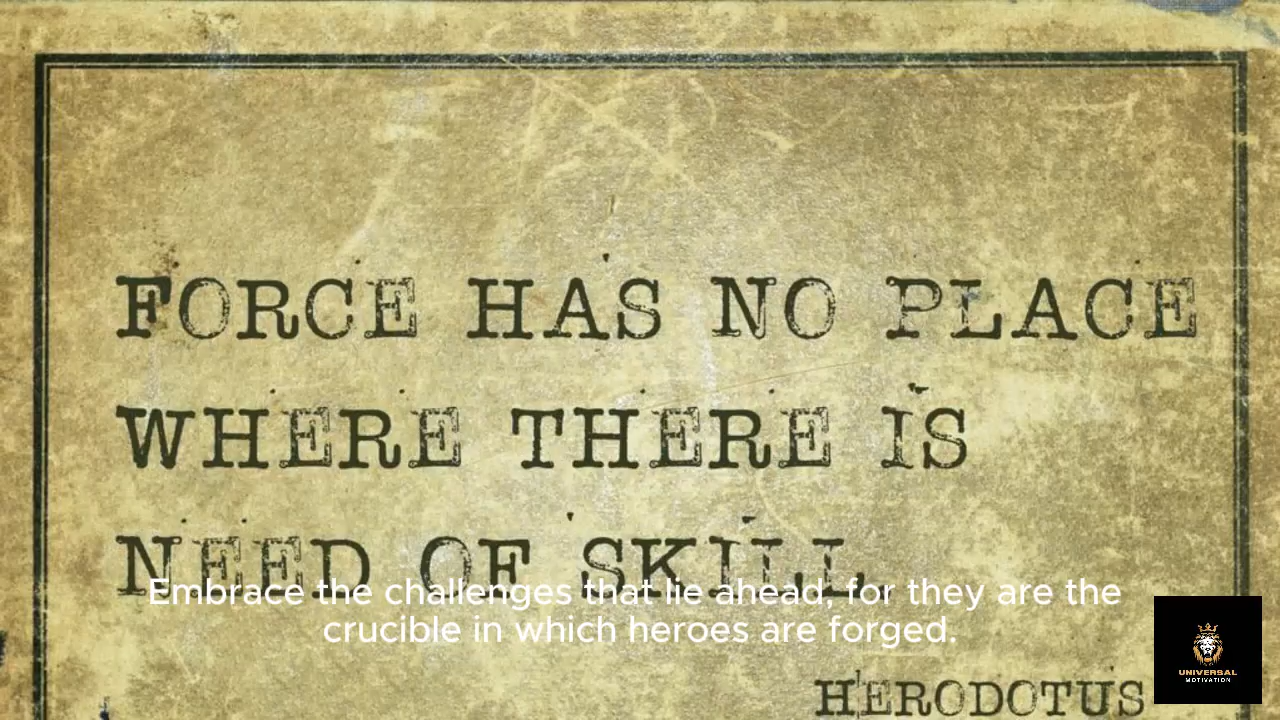 FORCE HAS NO PLACE
WHERE THERE IS
NEED OF SKILL.
Embrace the challenges that lie ahead, for they are the
crucible in which heroes are forged.
HERODOTUS
UNIVERSAL
MOTIVATION